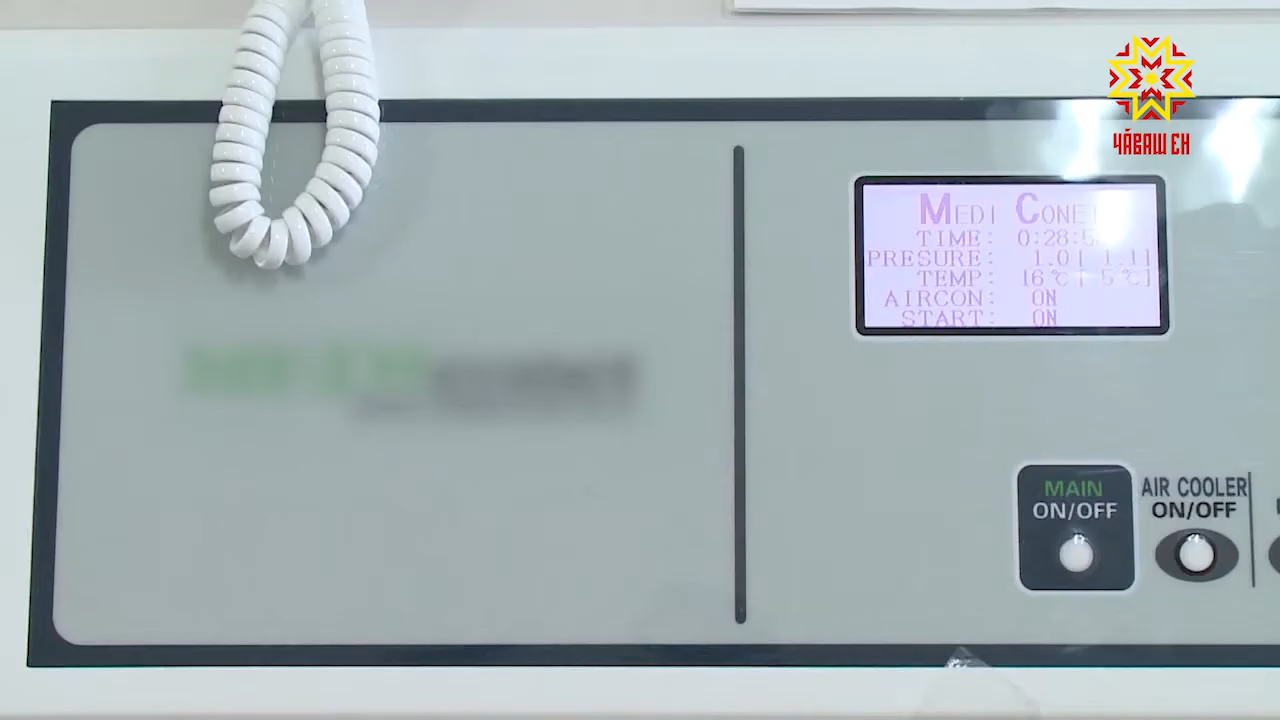 ЧӐВАШ ЕН
MEDI CONE
TIME: 0:28:5
PRESURE: 1.0[ 1.1]
TEMP: 16℃[ 5℃]
AIRCON: ON
START: ON
MAIN
ON/OFF
AIR COOLER
ON/OFF